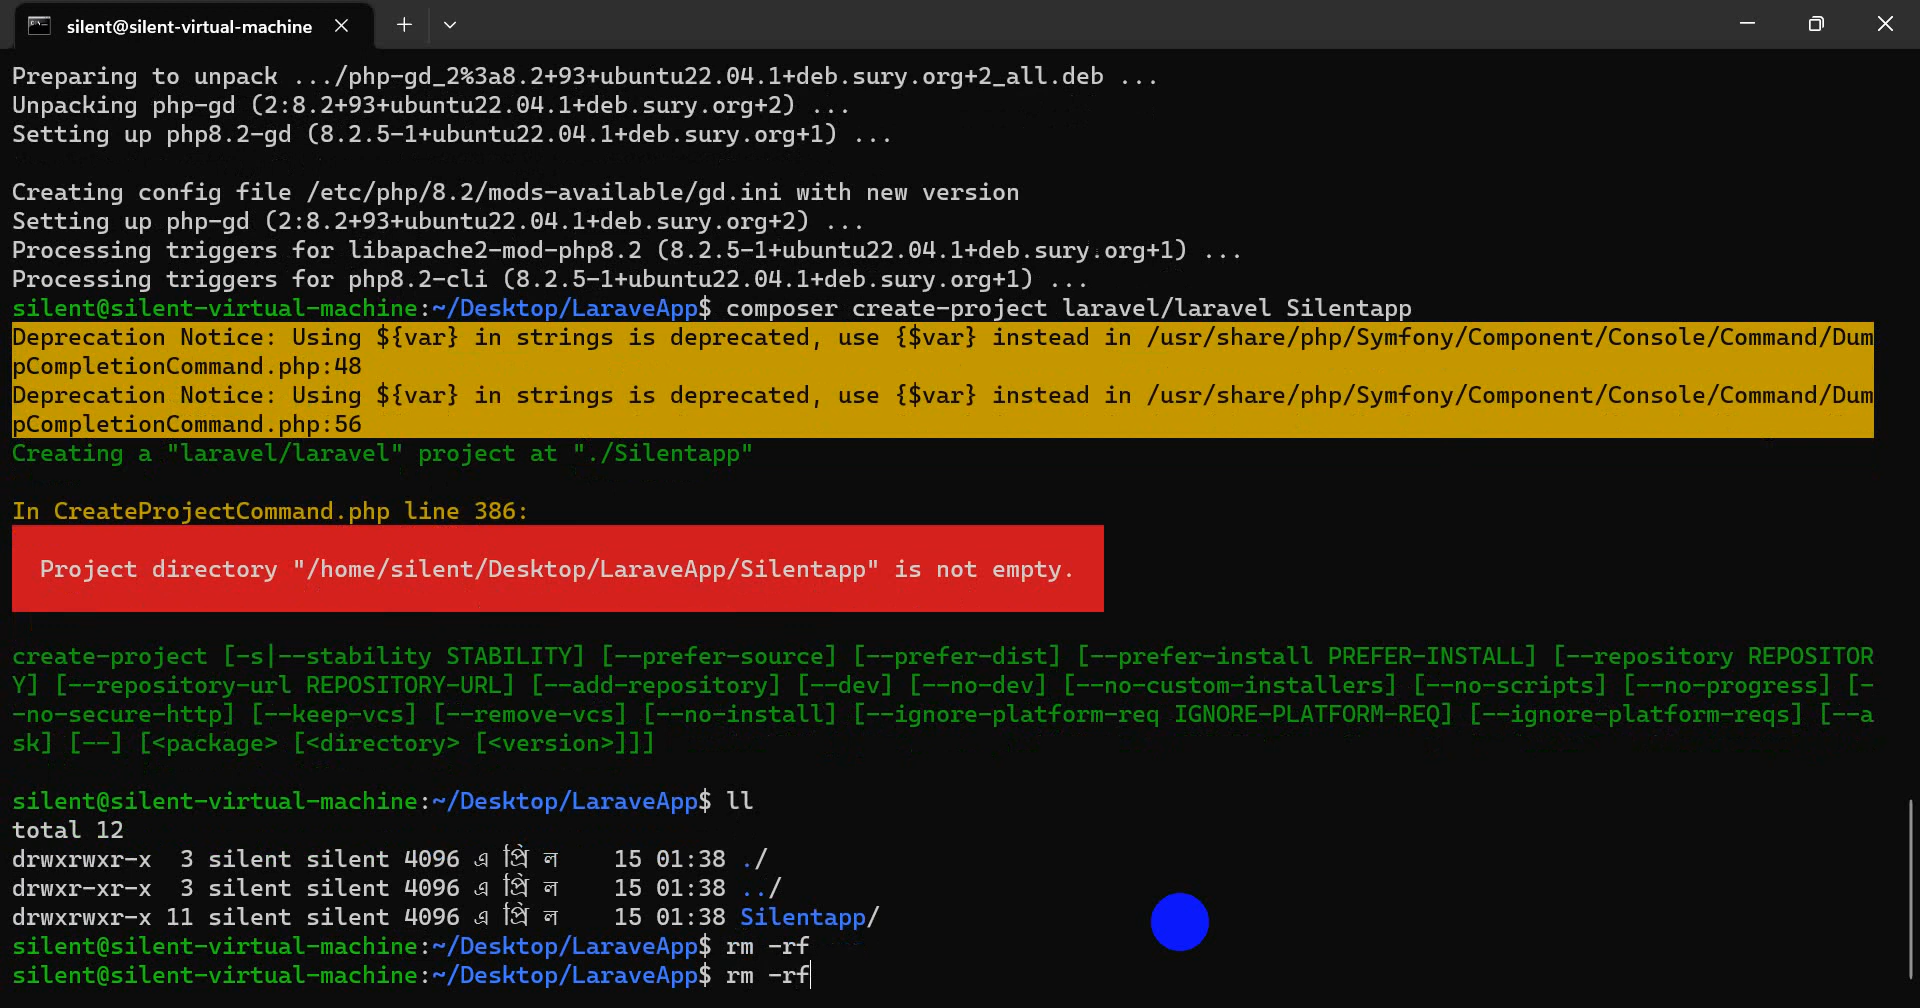 silent@silent-virtual-machine
Preparing to unpack .../php-gd_2%3a8.2+93+ubuntu22.04.1+deb.sury.org+2_all.deb ...
Unpacking php-gd (2:8.2+93+ubuntu22.04.1+deb.sury.org+2) ...
Setting up php8.2-gd (8.2.5-1+ubuntu22.04.1+deb.sury.org+1) ...
Creating config file /etc/php/8.2/mods-available/gd.ini with new version
Setting up php-gd (2:8.2+93+ubuntu22.04.1+deb.sury.org+2) ...
Processing triggers for libapache2-mod-php8.2 (8.2.5-1+ubuntu22.04.1+deb.sury.org+1) ...
Processing triggers for php8.2-cli (8.2.5-1+ubuntu22.04.1+deb.sury.org+1) ...
silent@silent-virtual-machine:~/Desktop/LaraveApp$ composer create-project laravel/laravel Silentapp
Deprecation Notice: Using ${var} in strings is deprecated, use {$var} instead in /usr/share/php/Symfony/Component/Console/Command/Dum
pCompletionCommand.php:48
Deprecation Notice: Using ${var} in strings is deprecated, use {$var} instead in /usr/share/php/Symfony/Component/Console/Command/Dum
pCompletionCommand.php:56
Creating a "laravel/laravel" project at "./Silentapp"
In CreateProjectCommand.php line 386:
Project directory "/home/silent/Desktop/LaraveApp/Silentapp" is not empty.
create-project [-s|--stability STABILITY] [--prefer-source] [--prefer-dist] [--prefer-install PREFER-INSTALL] [--repository REPOSITOR
Y] [--repository-url REPOSITORY-URL] [--add-repository] [--dev] [--no-dev] [--no-custom-installers] [--no-scripts] [--no-progress] [-
-no-secure-http] [--keep-vcs] [--remove-vcs] [--no-install] [--ignore-platform-req IGNORE-PLATFORM-REQ] [--ignore-platform-reqs] [--a
sk] [--] [<package> [<directory> [<version>]]]
silent@silent-virtual-machine:~/Desktop/LaraveApp$ ll
total 12
drwxrwxr-x  3 silent silent 4096 এপ্রিল    15 01:38 ./
drwxr-xr-x  3 silent silent 4096 এপ্রিল    15 01:38 ../
drwxrwxr-x 11 silent silent 4096 এপ্রিল    15 01:38 Silentapp/
silent@silent-virtual-machine:~/Desktop/LaraveApp$ rm -rf
silent@silent-virtual-machine:~/Desktop/LaraveApp$ rm -rf